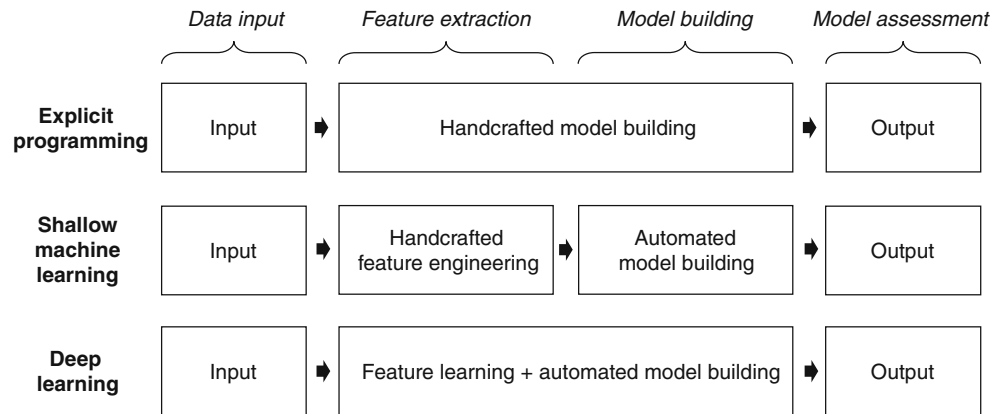 Data input
Feature extraction
Model building
Model assessment
Explicit
programming
Input
Handcrafted model building
Output
Shallow
machine
learning
Input
Handcrafted
feature engineering
Automated
model building
Output
Deep
learning
Input
Feature learning + automated model building
Output